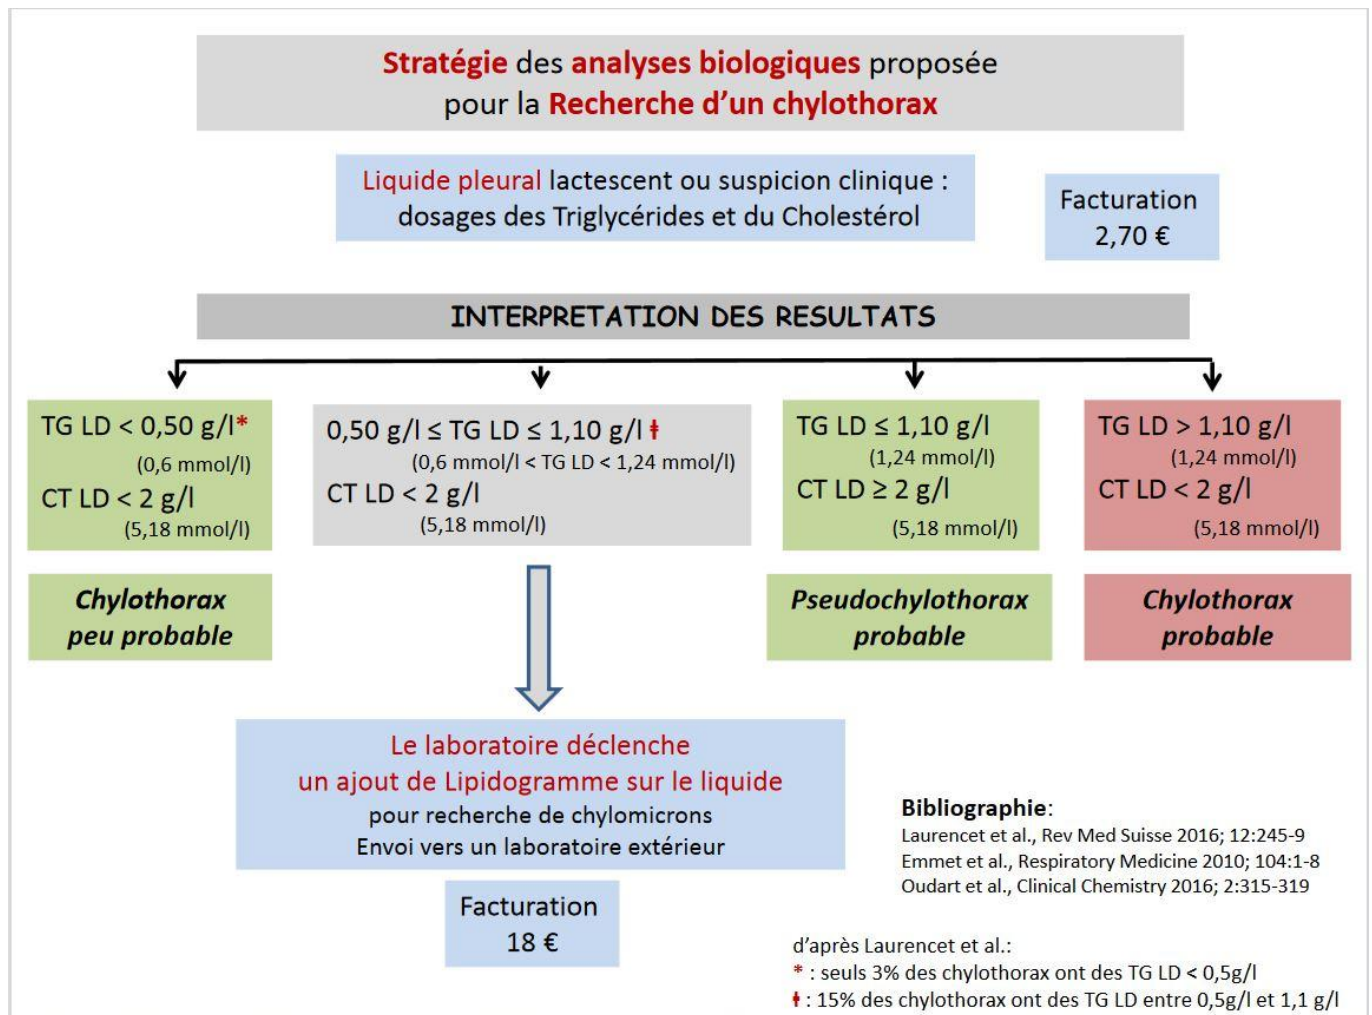 Stratégie des analyses biologiques proposée
pour la Recherche d’un chylothorax
Liquide pleural lactescent ou suspicion clinique :
dosages des Triglycérides et du Cholestérol
Facturation
2,70 €
INTERPRETATION DES RESULTATS
TG LD < 0,50 g/l*
(0,6 mmol/l)
CT LD < 2 g/l
(5,18 mmol/l)
0,50 g/l ≤ TG LD ≤ 1,10 g/l ǂ
(0,6 mmol/l < TG LD < 1,24 mmol/l)
CT LD < 2 g/l
(5,18 mmol/l)
TG LD ≤ 1,10 g/l
(1,24 mmol/l)
CT LD ≥ 2 g/l
(5,18 mmol/l)
TG LD > 1,10 g/l
(1,24 mmol/l)
CT LD < 2 g/l
(5,18 mmol/l)
Chylothorax
peu probable
Pseudochylothorax
probable
Chylothorax
probable
Le laboratoire déclenche
un ajout de Lipidogramme sur le liquide
pour recherche de chylomicrons
Envoi vers un laboratoire extérieur
Facturation
18 €
Bibliographie:
Laurencet et al., Rev Med Suisse 2016; 12:245-9
Emmet et al., Respiratory Medicine 2010; 104:1-8
Oudart et al., Clinical Chemistry 2016; 2:315-319
d’après Laurencet et al.:
* : seuls 3% des chylothorax ont des TG LD < 0,5g/l
ǂ : 15% des chylothorax ont des TG LD entre 0,5g/l et 1,1 g/l